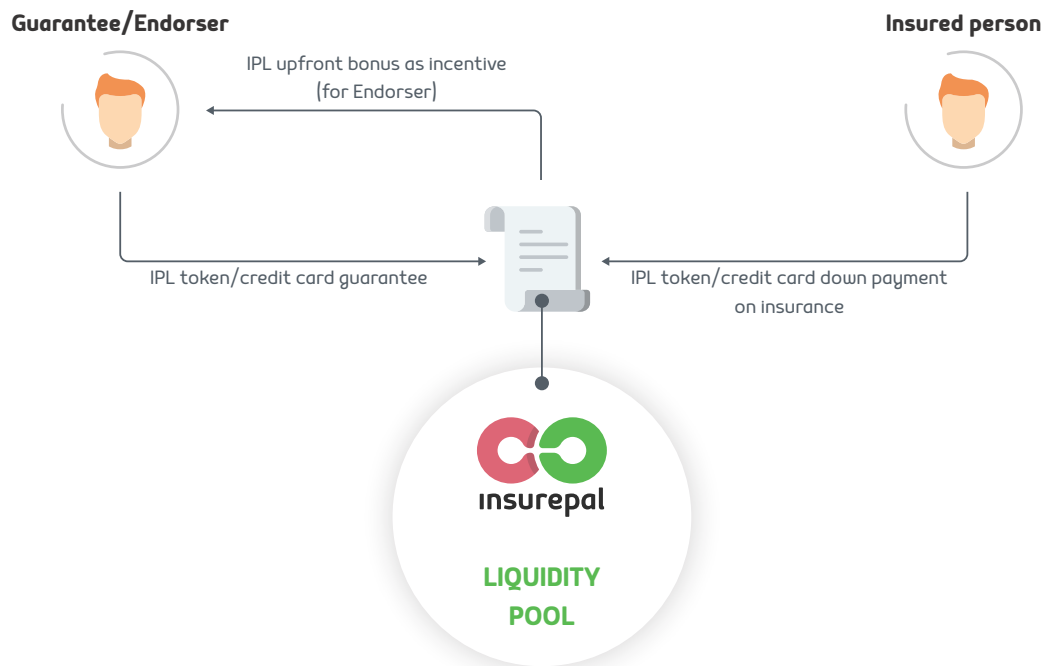 Guarantee/Endorser
Insured person
IPL upfront bonus as incentive
(for Endorser)
IPL token/credit card guarantee
IPL token/credit card down payment
on insurance
insurepal
LIQUIDITY
POOL